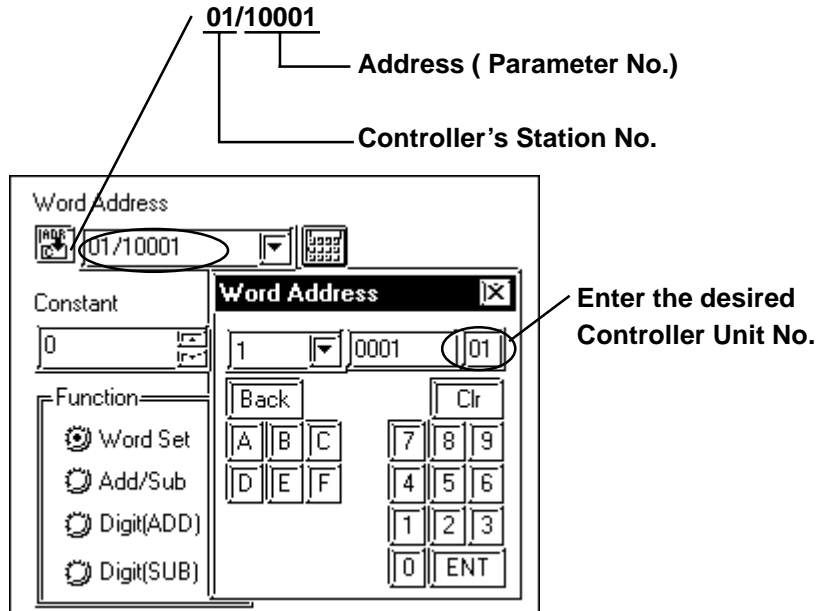 01/10001
Address ( Parameter No.)
Controller's Station No.
Word Address
01/10001
Constant
0
Word Address
1 0001 01
Enter the desired
Controller Unit No.
Function
Word Set
Add/Sub
Digit(ADD)
Digit(SUB)
Back Clr
A B C 7 8 9
D E F 4 5 6
1 2 3
0 ENT